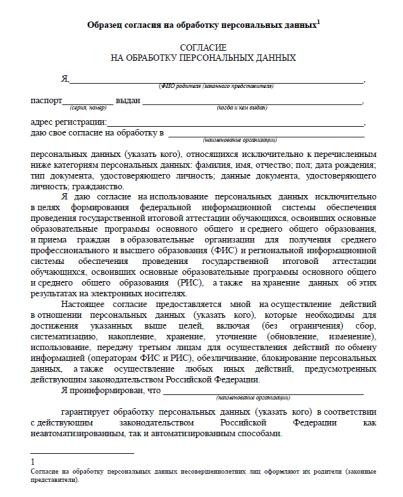 Образец согласия на обработку персональных данных1
СОГЛАСИЕ
НА ОБРАБОТКУ ПЕРСОНАЛЬНЫХ ДАННЫХ
Я,
(ФИО родителя (законного представителя)
паспорт выдан ,
(серия, номер) (когда и кем выдан)
адрес регистрации:
даю свое согласие на обработку в
(наименование организации)
персональных данных (указать кого), относящихся исключительно к перечисленным
ниже категориям персональных данных: фамилия, имя, отчество; пол; дата рождения;
тип документа, удостоверяющего личность; данные документа, удостоверяющего
личность; гражданство.
Я даю согласие на использование персональных данных исключительно
в целях формирования федеральной информационной системы обеспечения
проведения государственной итоговой аттестации обучающихся, освоивших основные
образовательные программы основного общего и среднего общего образования,
и приема граждан в образовательные организации для получения среднего
профессионального и высшего образования (ФИС) и региональной информационной
системы обеспечения проведения государственной итоговой аттестации
обучающихся, освоивших основные образовательные программы основного общего
и среднего общего образования (РИС), а также на хранение данных об этих
результатах на электронных носителях.
Настоящее согласие предоставляется мной на осуществление действий
в отношении персональных данных (указать кого), которые необходимы для
достижения указанных выше целей, включая (без ограничения) сбор,
систематизацию, накопление, хранение, уточнение (обновление, изменение),
использование, передачу третьим лицам для осуществления действий по обмену
информацией (операторам ФИС и РИС), обезличивание, блокирование персональных
данных, а также осуществление любых иных действий, предусмотренных
действующим законодательством Российской Федерации.
Я проинформирован, что
(наименование организации)
гарантирует обработку персональных данных (указать кого) в соответствии
с действующим законодательством Российской Федерации как
неавтоматизированным, так и автоматизированным способами.
1
Согласие на обработку персональных данных несовершеннолетних лиц оформляют их родители (законные
представители).